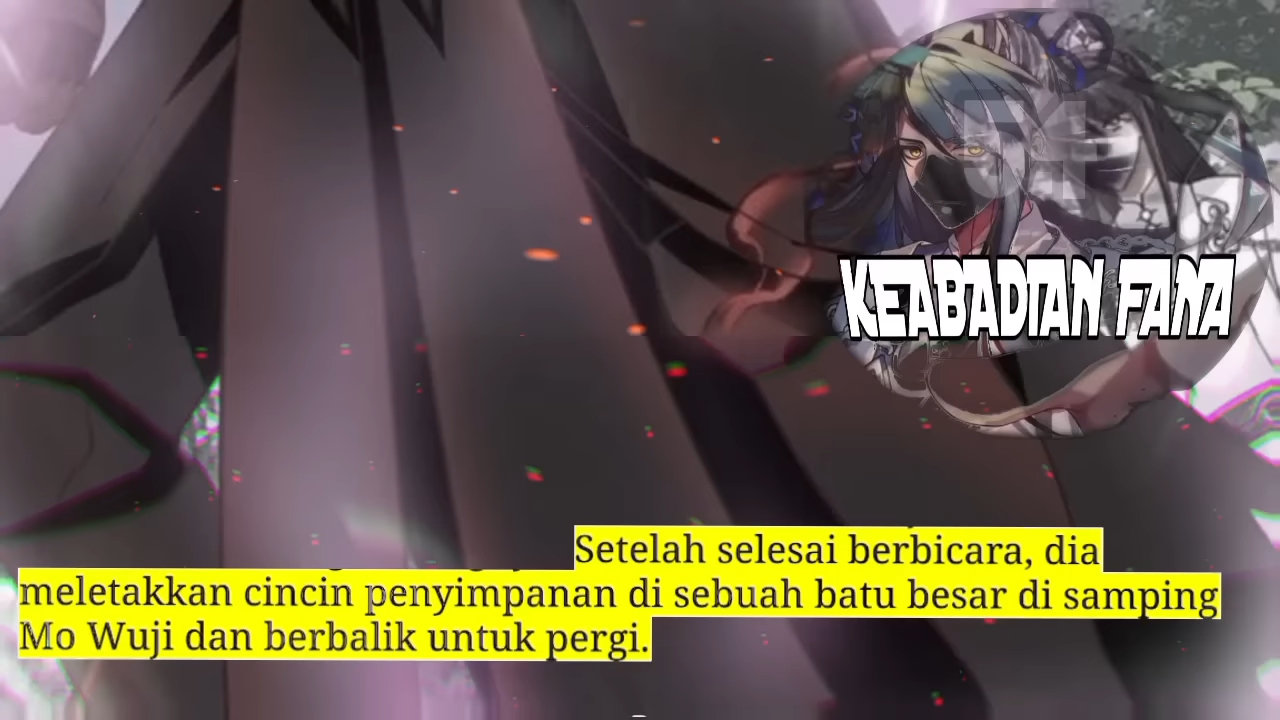 KEABADIAN FANA
Setelah selesai berbicara, dia
meletakkan cincin penyimpanan di sebuah batu besar di samping
Mo Wuji dan berbalik untuk pergi.